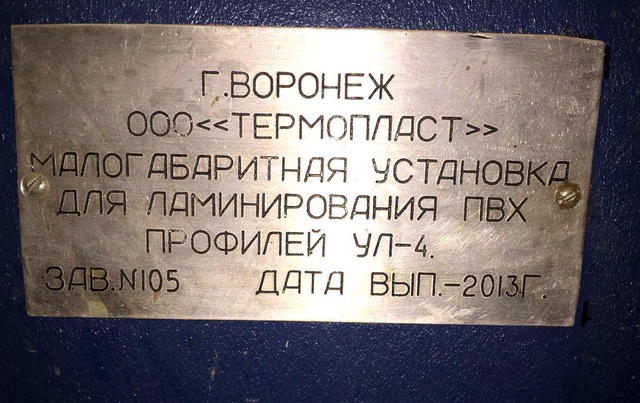 Г.ВОРОНЕЖ
ООО<<ТЕРМОПЛАСТ>>
МАЛОГАБАРИТНАЯ УСТАНОВКА
ДЛЯ ЛАМИНИРОВАНИЯ ПВХ
ПРОФИЛЕЙ УЛ-4.
ЗАВ.N105 ДАТА ВЫП.-2013Г.